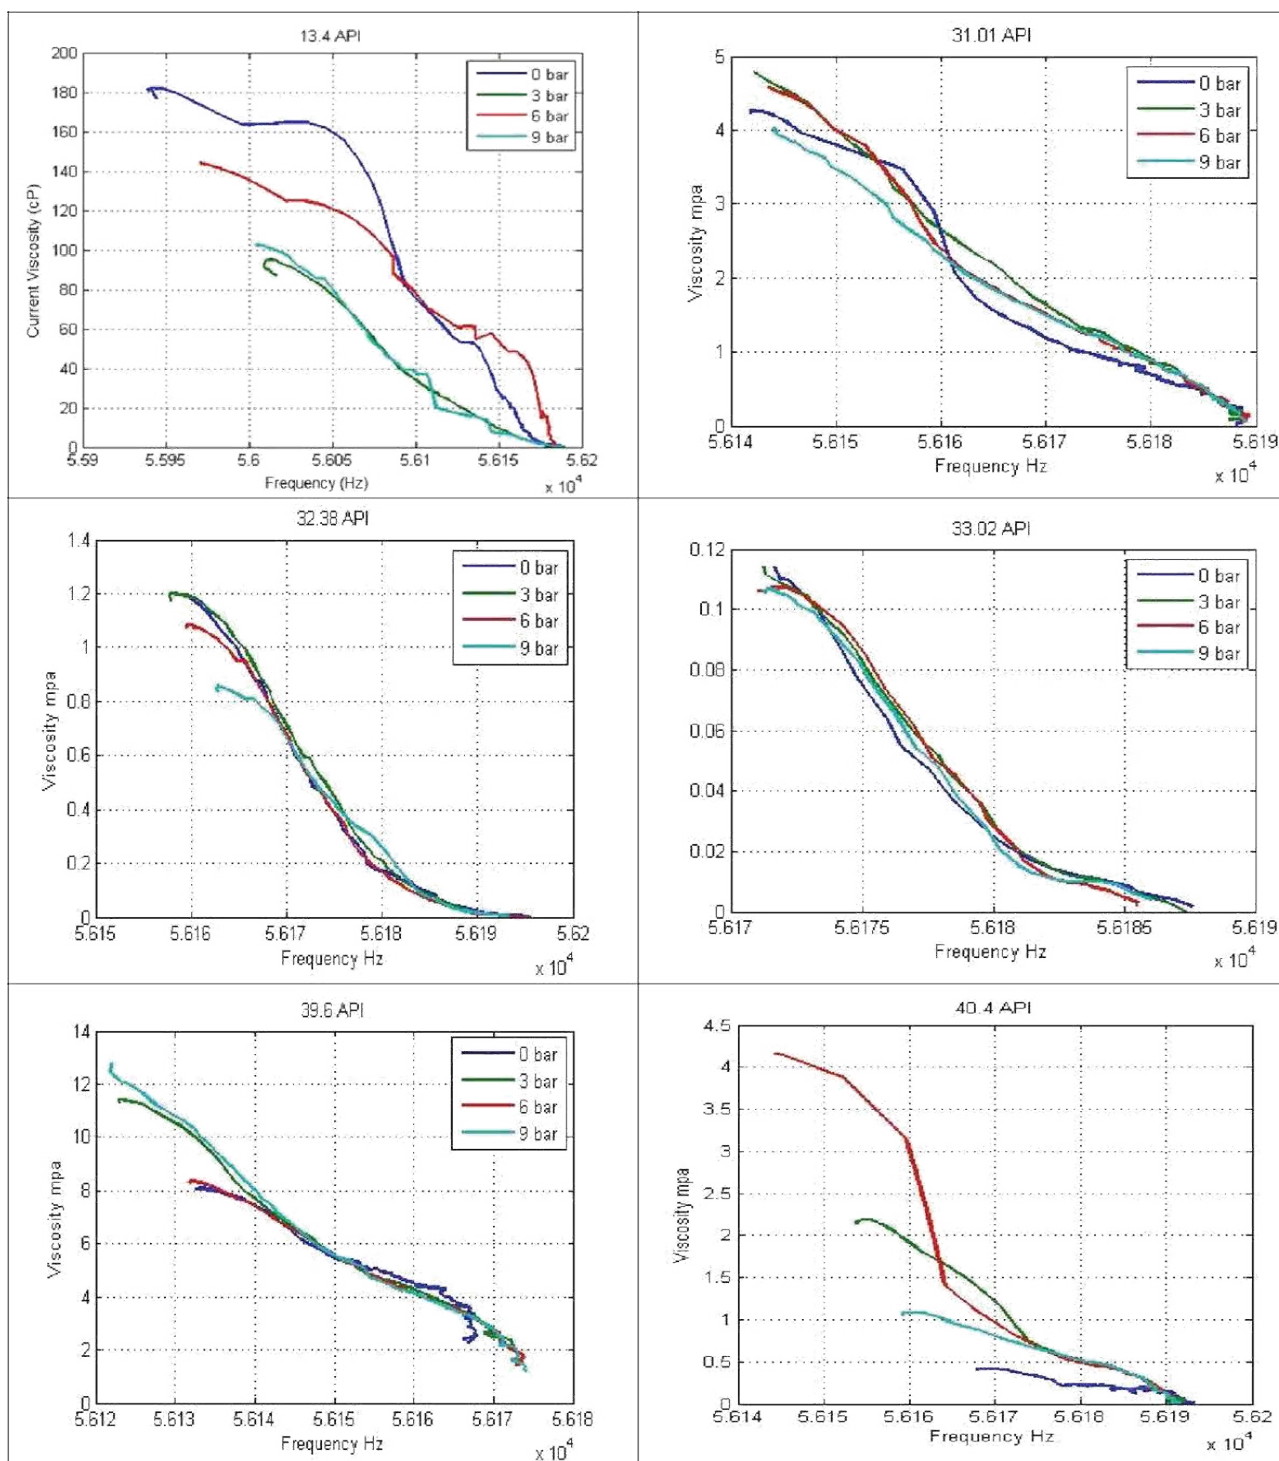 13.4 API
200
180
160
140
120
100
80
60
40
20
0
Current Viscosity (cP)
0 bar
3 bar
6 bar
9 bar
5.59 5.595 5.6 5.605 5.61 5.615 5.62
Frequency (Hz)
x 10^4
31.01 API
5
4
3
2
1
0
Viscosity mpa
0 bar
3 bar
6 bar
9 bar
5.614 5.615 5.616 5.617 5.618 5.619
Frequency Hz
x 10^4
32.38 API
1.4
1.2
1
0.8
0.6
0.4
0.2
0
Viscosity mpa
0 bar
3 bar
6 bar
9 bar
5.615 5.616 5.617 5.618 5.619 5.62
Frequency Hz
x 10^4
33.02 API
0.12
0.1
0.08
0.06
0.04
0.02
0
Viscosity mpa
0 bar
3 bar
6 bar
9 bar
5.617 5.6175 5.618 5.6185 5.619
Frequency Hz
x 10^4
39.6 API
14
12
10
8
6
4
2
0
Viscosity mpa
0 bar
3 bar
6 bar
9 bar
5.612 5.613 5.614 5.615 5.616 5.617 5.618
Frequency Hz
x 10^4
40.4 API
4.5
4
3.5
3
2.5
2
1.5
1
0.5
0
Viscosity mpa
5.614 5.615 5.616 5.617 5.618 5.619 5.62
Frequency Hz
x 10^4